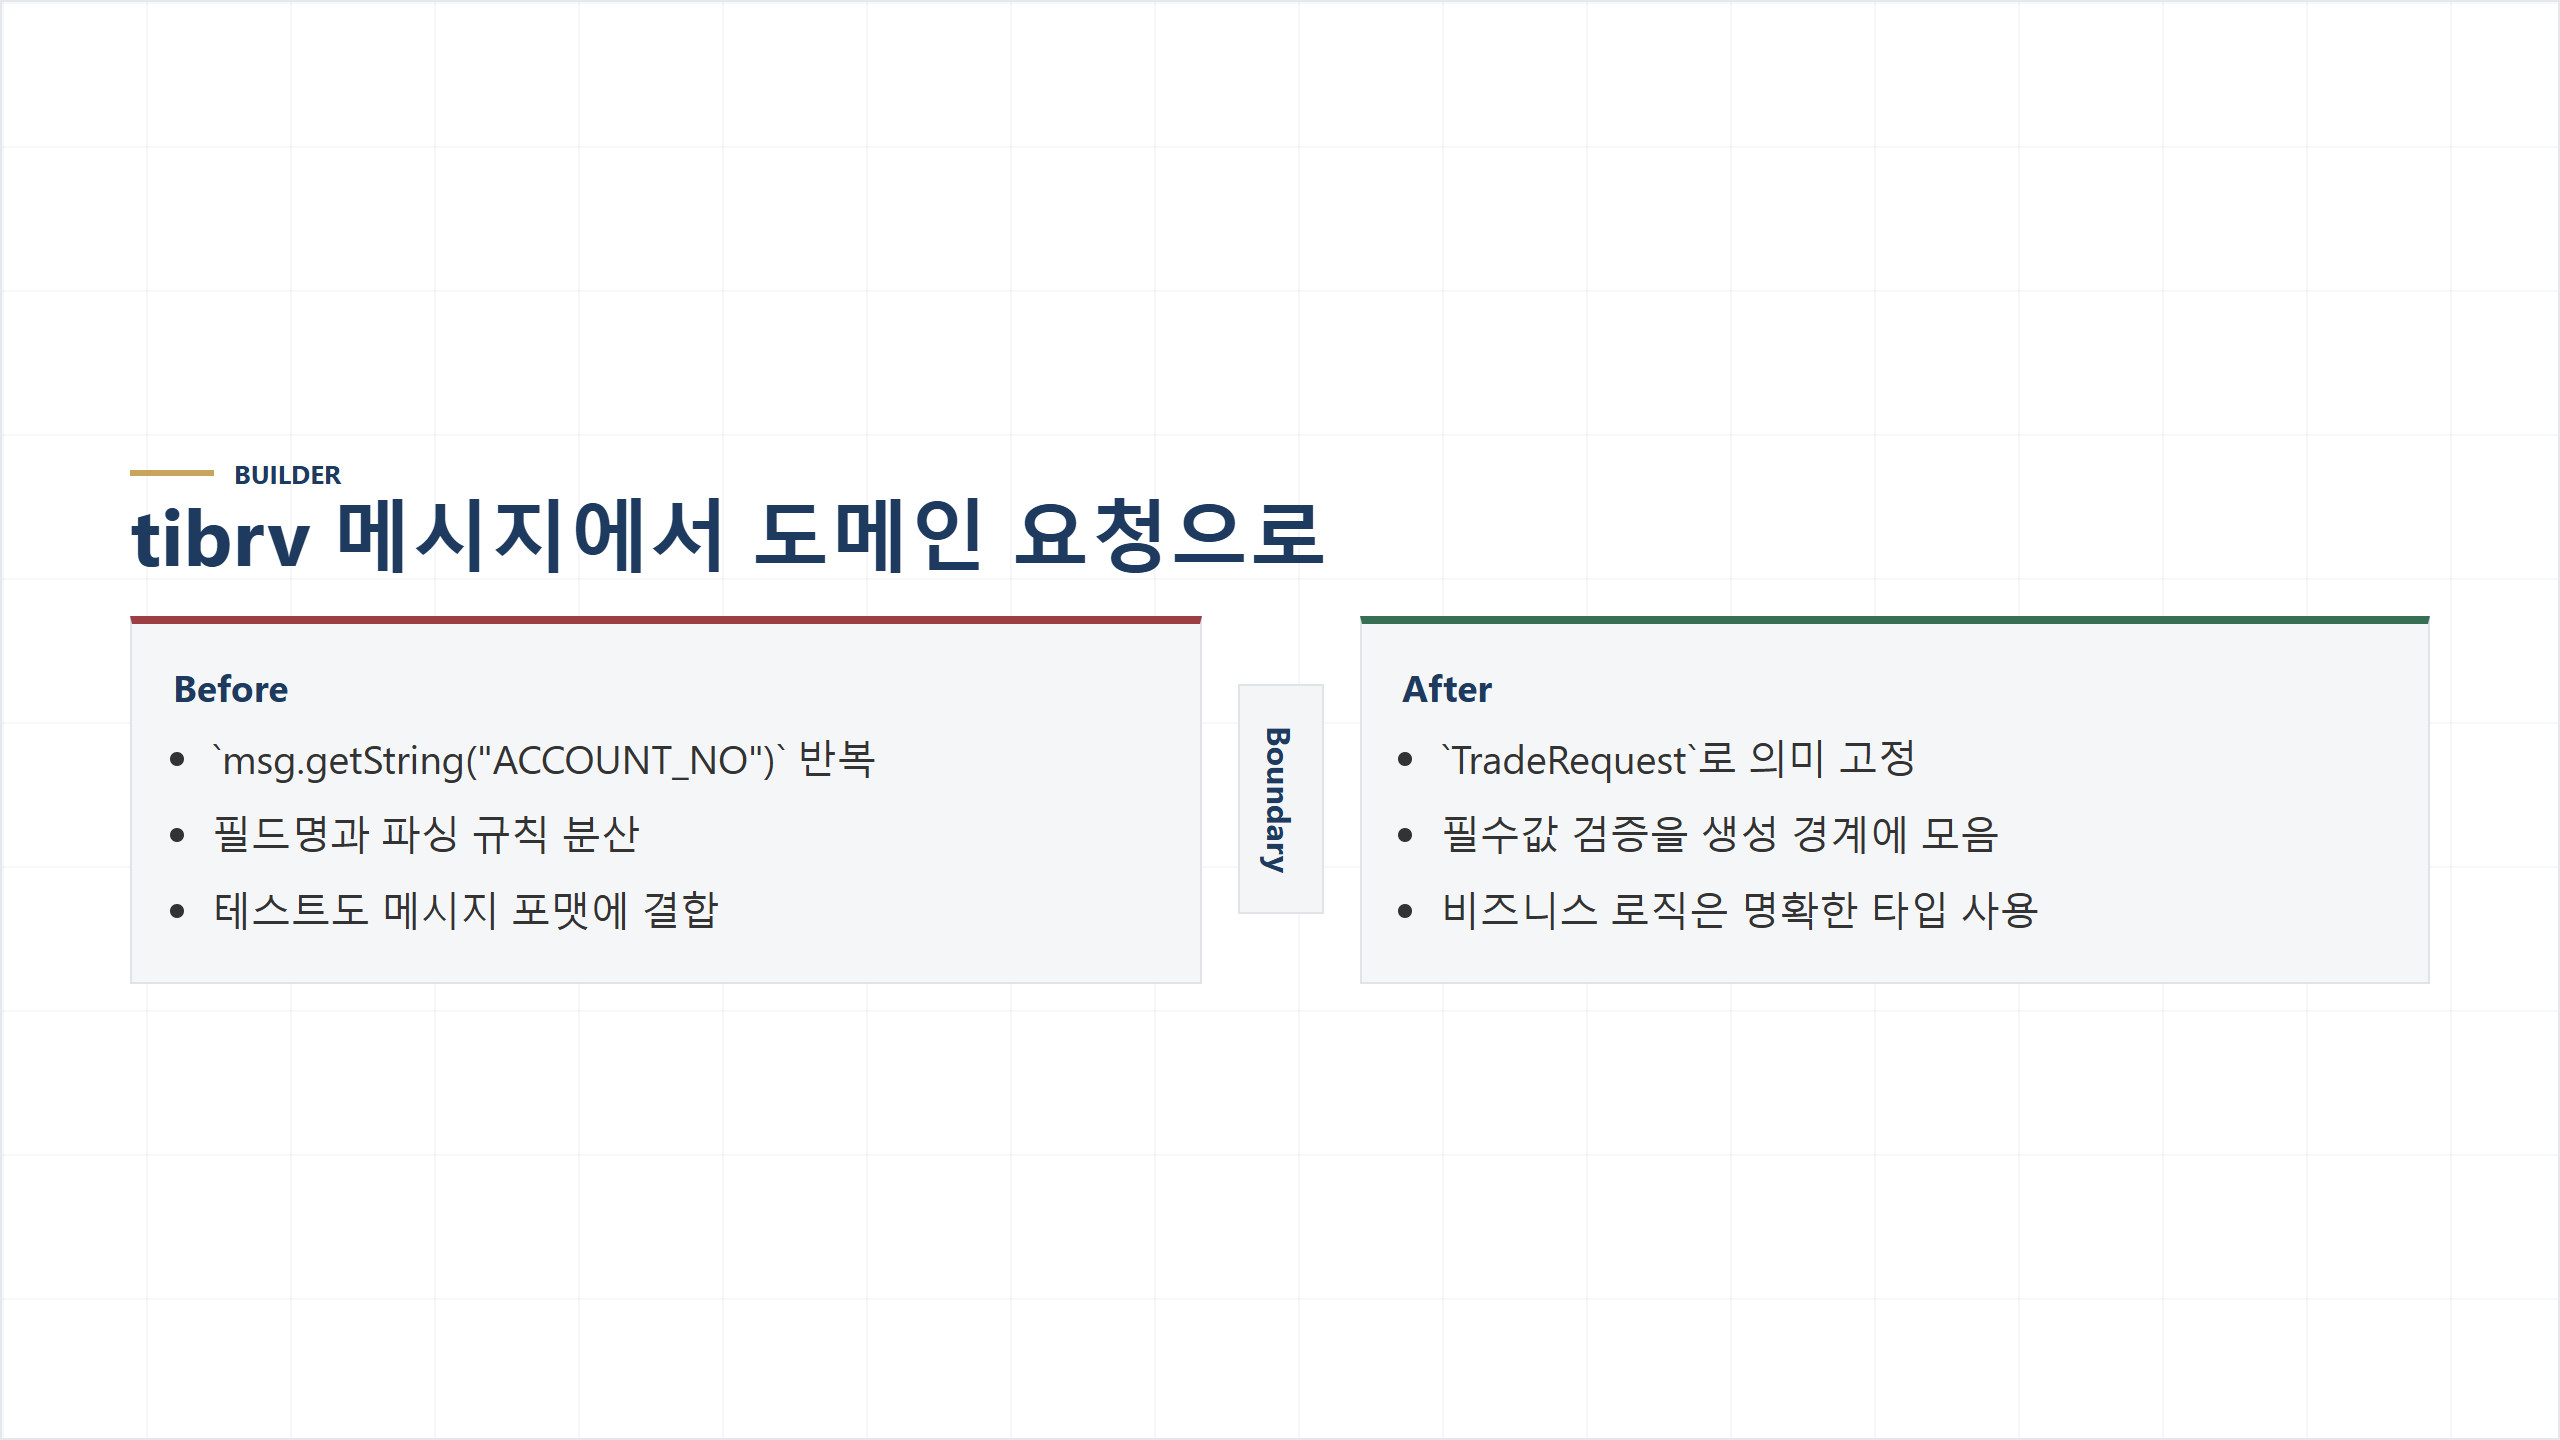 BUILDER
tibrv 메시지에서 도메인 요청으로
Before
`msg.getString("ACCOUNT_NO")` 반복
필드명과 파싱 규칙 분산
테스트도 메시지 포맷에 결합
Boundary
After
`TradeRequest`로 의미 고정
필수값 검증을 생성 경계에 모음
비즈니스 로직은 명확한 타입 사용